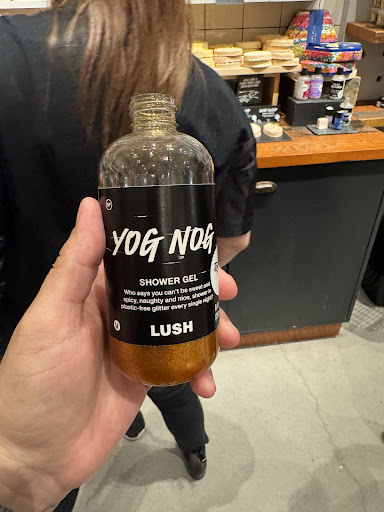 YOG NOG
SHOWER GEL
Who says you can't be sweet and
spicy, naughty and nice, shower in
plastic-free glitter every single night?
LUSH